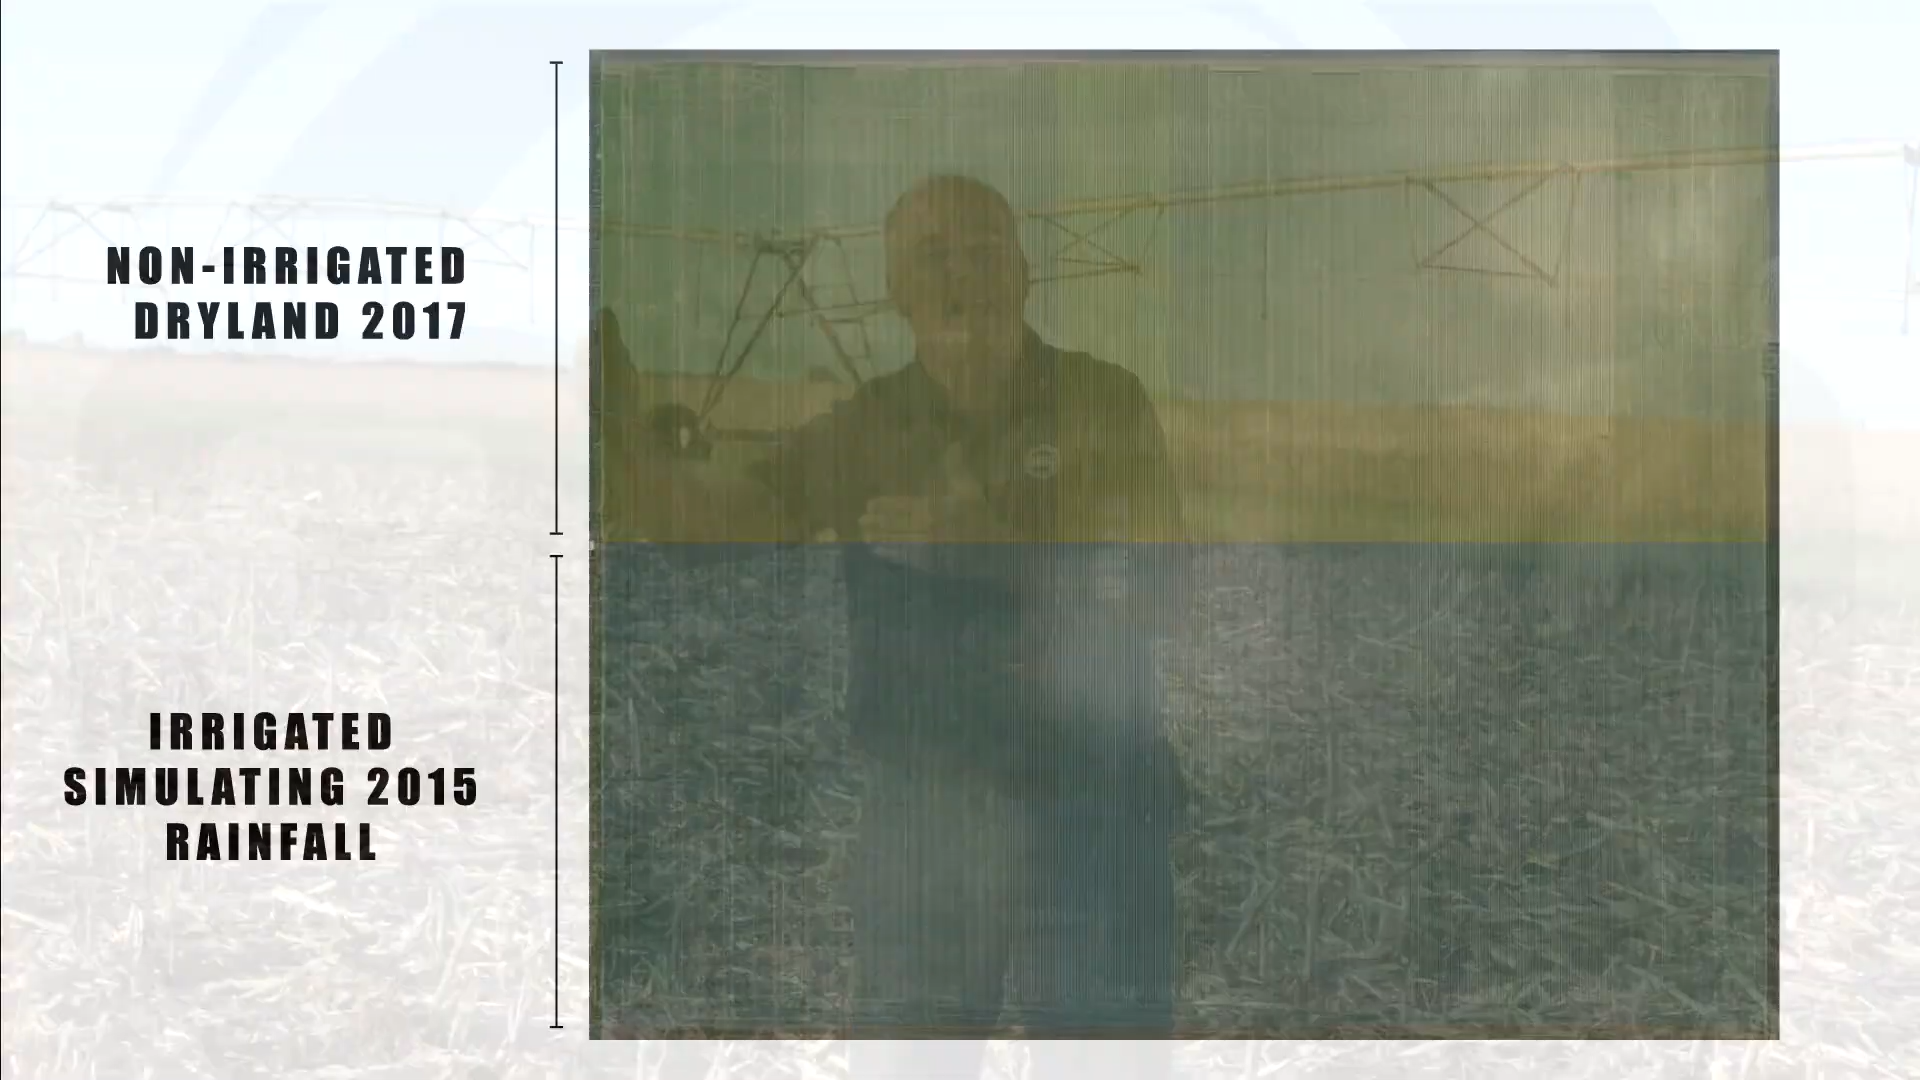 NON-IRRIGATED
DRYLAND 2017
IRRIGATED
SIMULATING 2015
RAINFALL